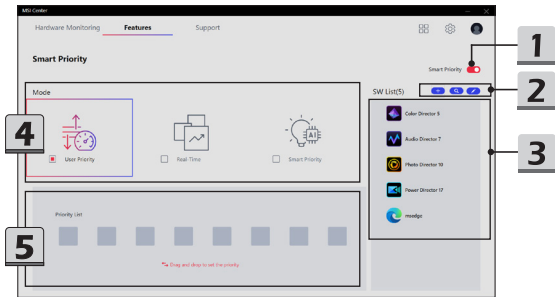 MSI Center
Hardware Monitoring Features Support
Smart Priority
Smart Priority
1
2
Mode
SW List(5)
Color Director 5
Audio Director 7
Photo Director 10
Power Director 17
msedge
3
4
User Priority
Real-Time
Smart Priority
AI
5
Priority List
Drag and drop to set the priority